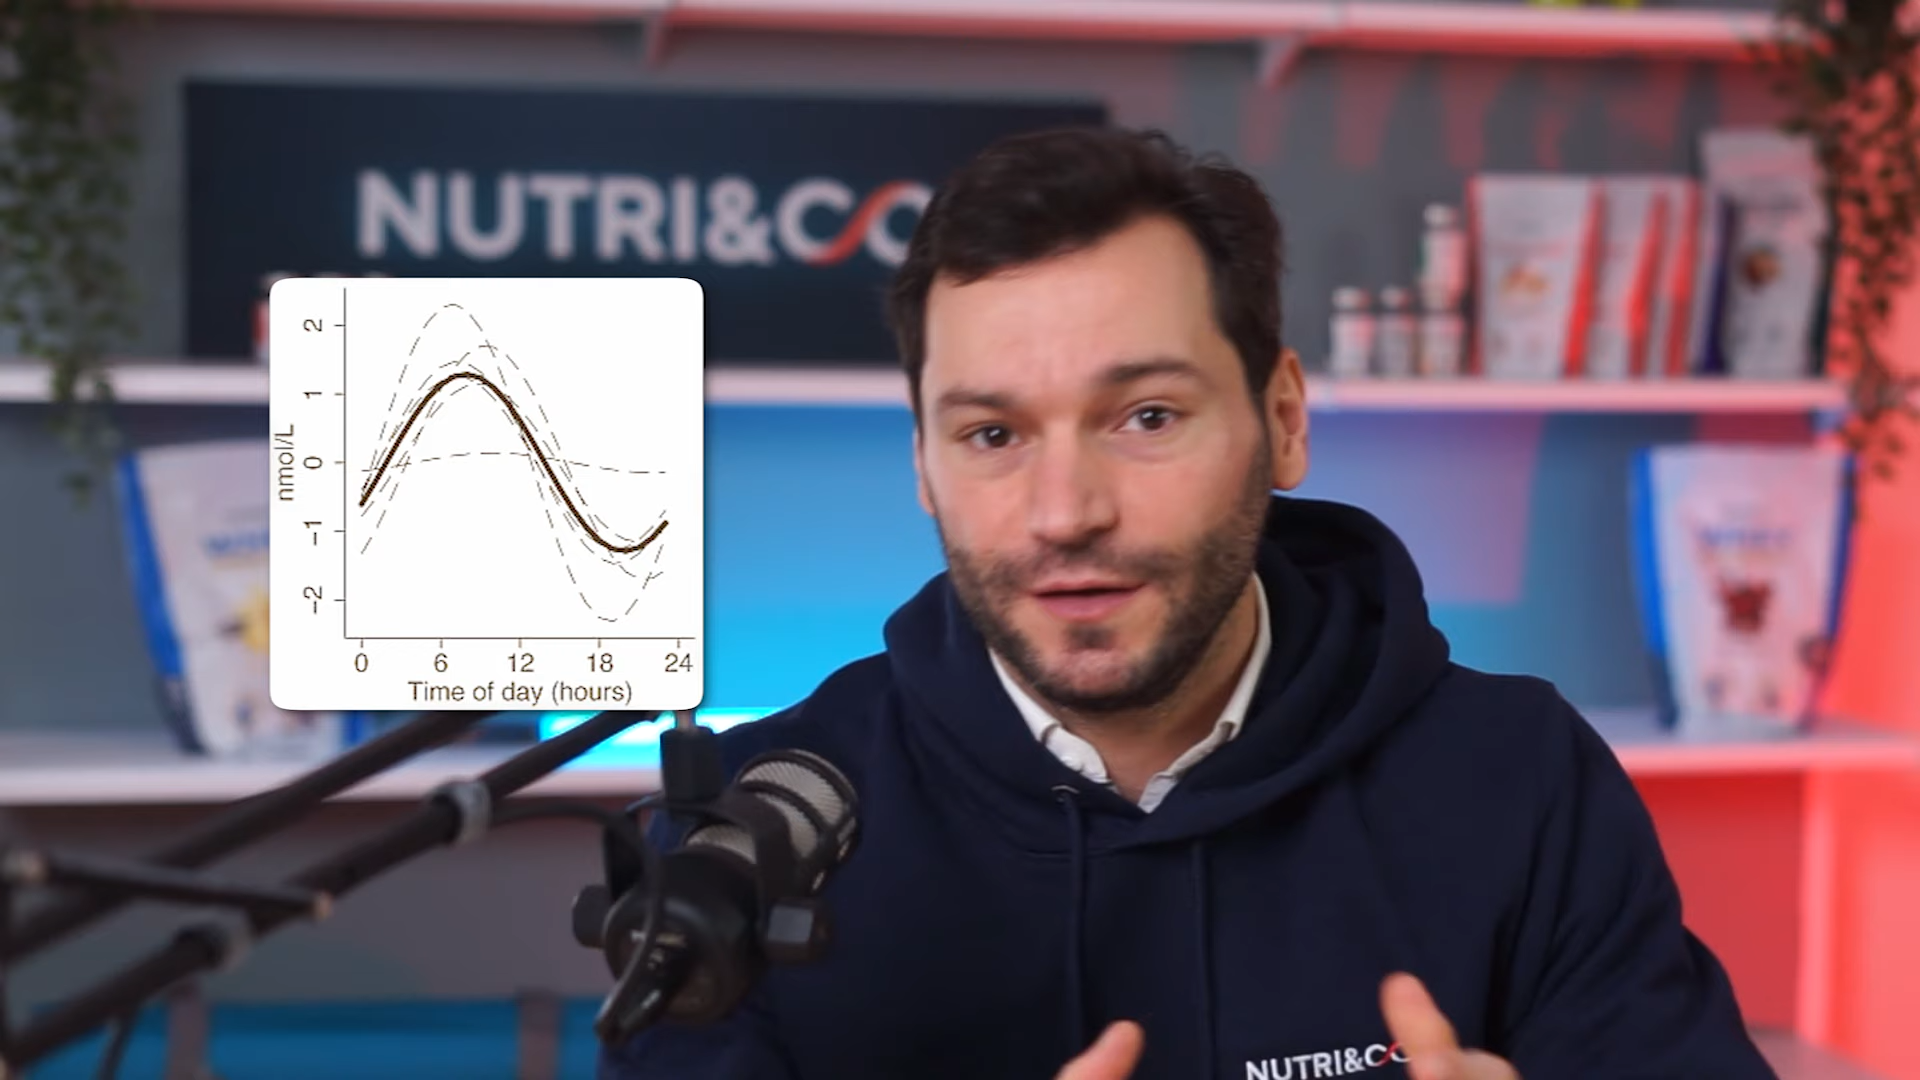 NUTRI&CO
2
1
0
-1
-2
nmol/L
0 6 12 18 24
Time of day (hours)
NUTRI&CO